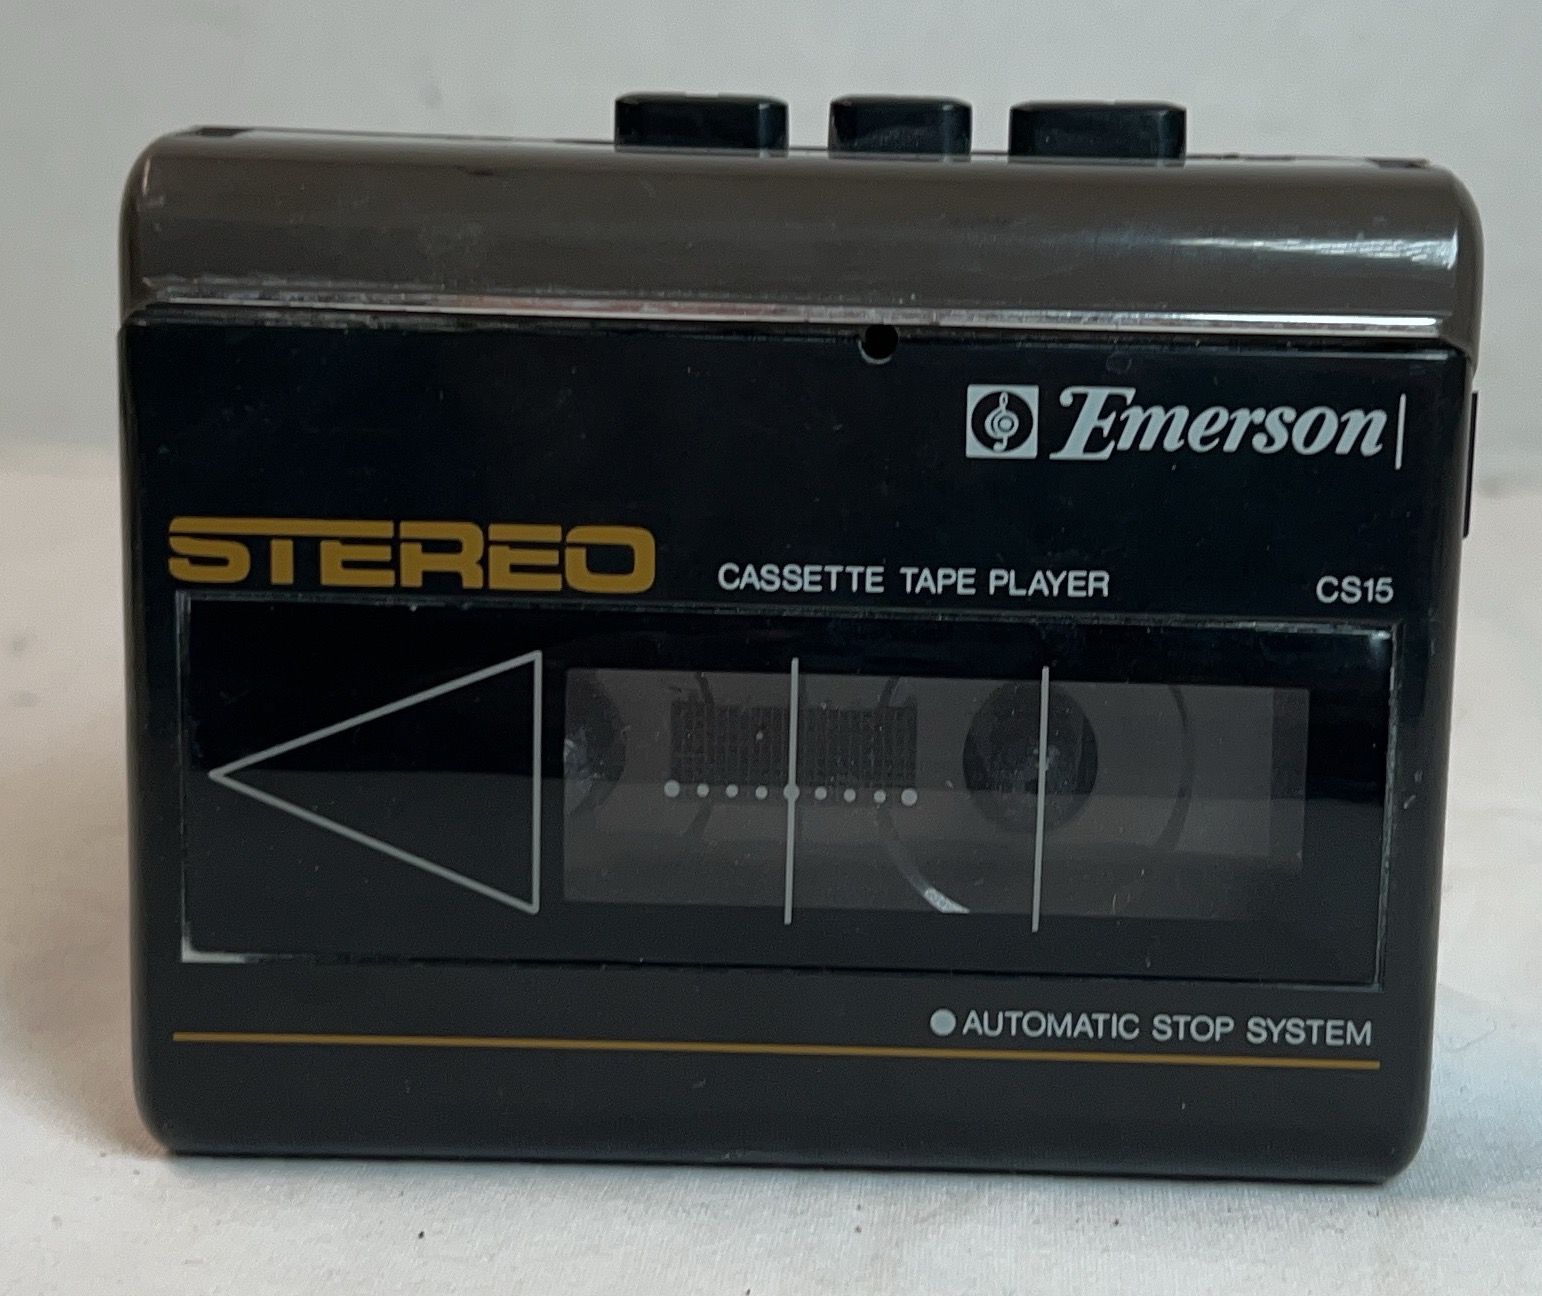 Emerson
STEREO
CASSETTE TAPE PLAYER
CS15
AUTOMATIC STOP SYSTEM